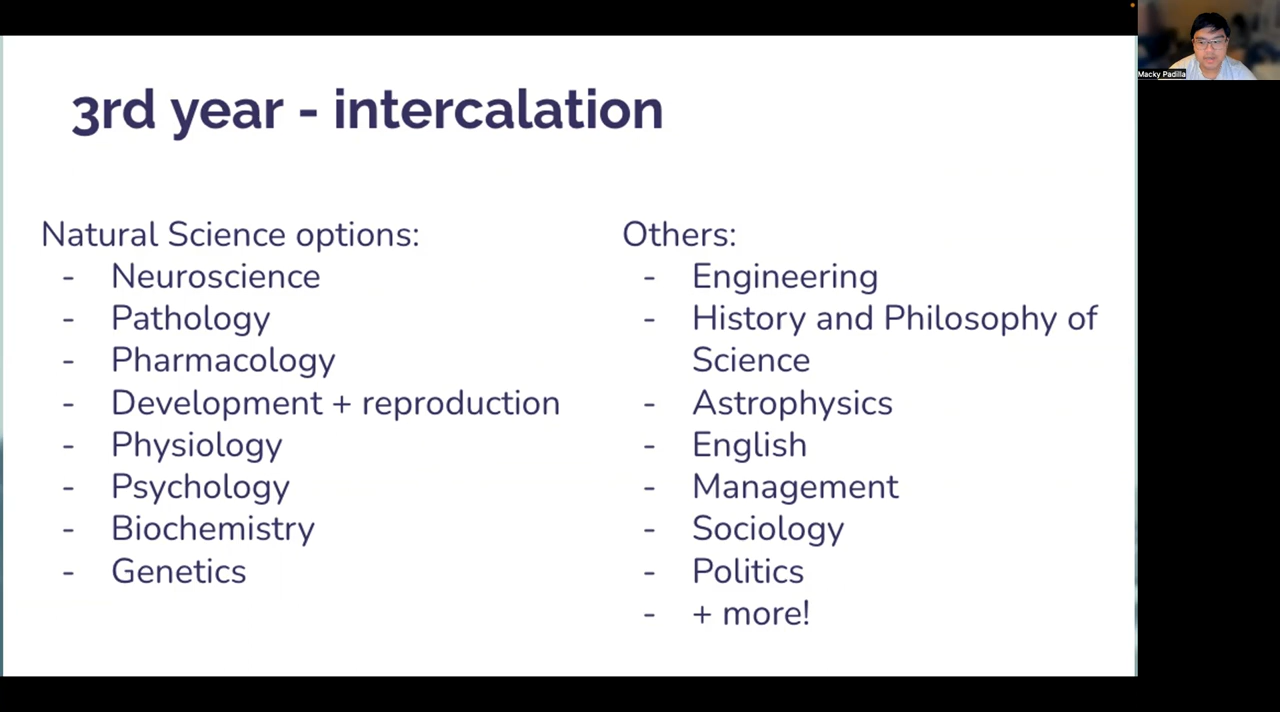 3rd year - intercalation
Natural Science options:
- Neuroscience
- Pathology
- Pharmacology
- Development + reproduction
- Physiology
- Psychology
- Biochemistry
- Genetics
Others:
- Engineering
- History and Philosophy of
Science
- Astrophysics
- English
- Management
- Sociology
- Politics
- + more!
Macky Padilla